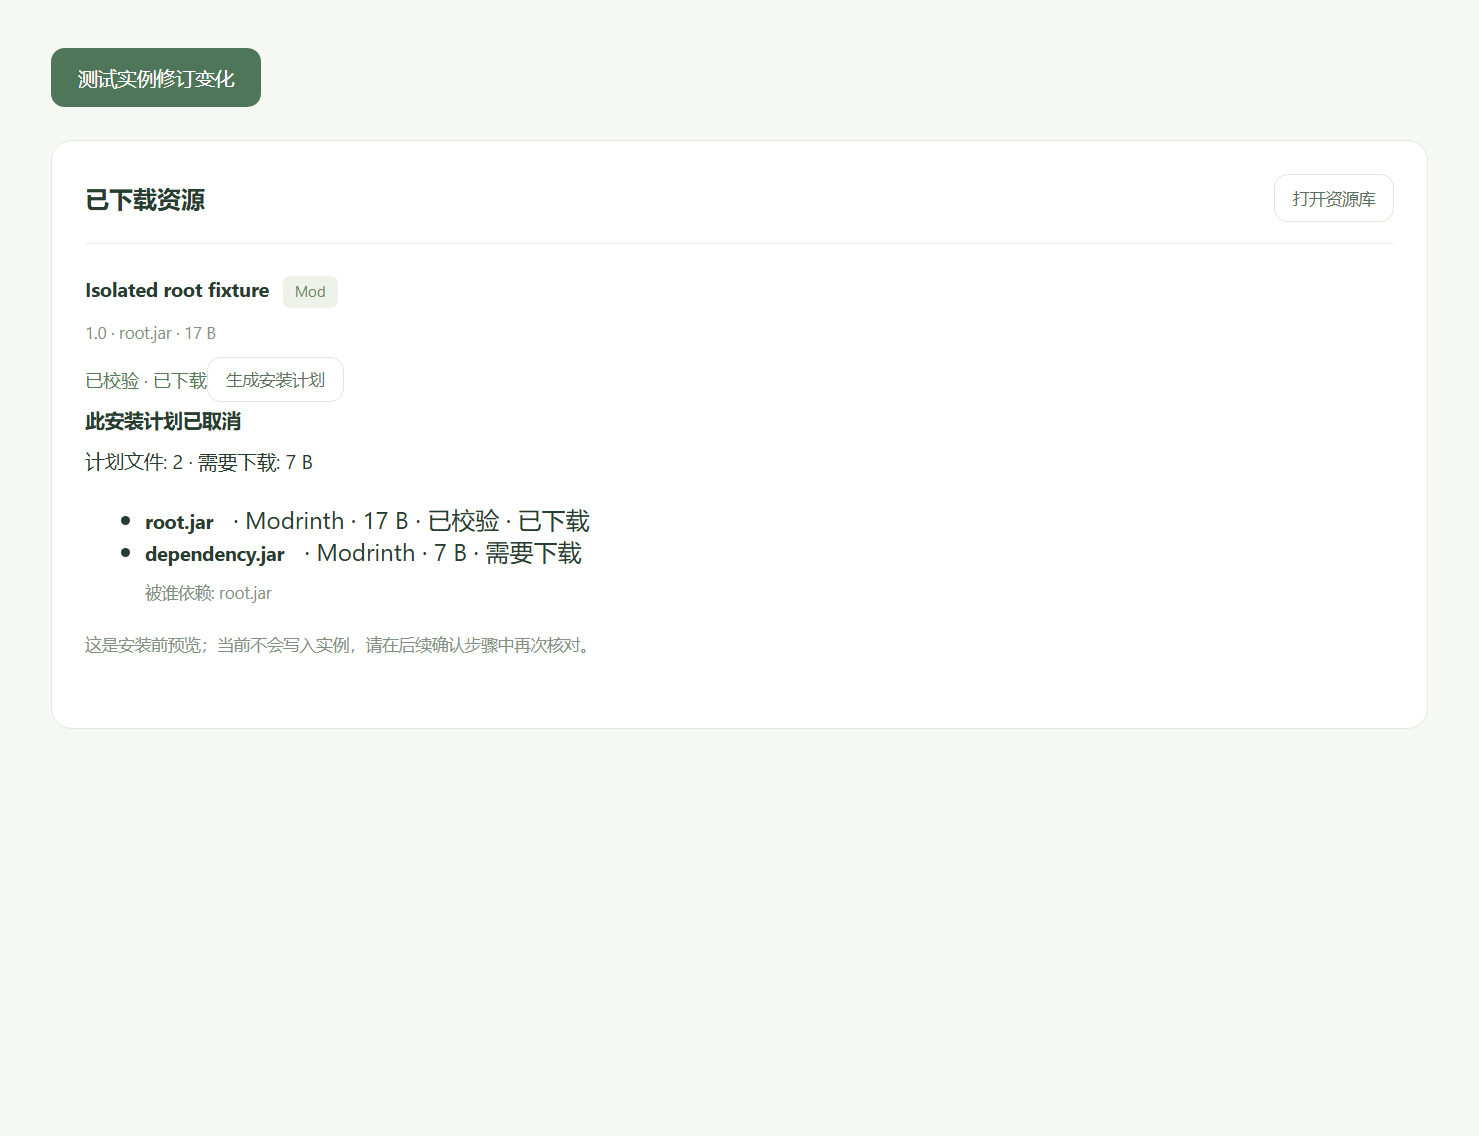 测试实例修订变化
已下载资源
打开资源库
Isolated root fixture
Mod
1.0 · root.jar · 17 B
已校验 · 已下载
生成安装计划
此安装计划已取消
计划文件: 2 · 需要下载: 7 B
root.jar · Modrinth · 17 B · 已校验 · 已下载
dependency.jar · Modrinth · 7 B · 需要下载
被谁依赖: root.jar
这是安装前预览；当前不会写入实例，请在后续确认步骤中再次核对。